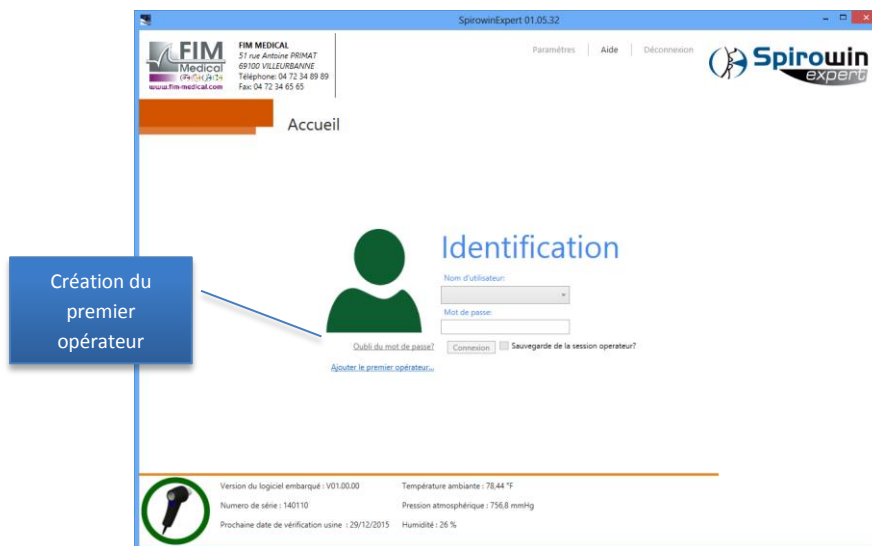 SpirowinExpert 01.05.32
FIM
Medical
www.fim-medical.com
FIM MEDICAL
51 rue Antoine PRIMAT
69100 VILLEURBANNE
Téléphone: 04 72 34 89 89
Fax: 04 72 34 65 65
Paramètres
Aide
Déconnexion
Spirowin
expert
Accueil
Création du
premier
opérateur
Identification
Nom d'utilisateur:
Mot de passe:
Oubli du mot de passe?
Connexion
Sauvegarde de la session operateur?
Ajouter le premier opérateur...
Version du logiciel embarqué : V01.00.00
Température ambiante : 78,44 °F
Numero de série : 140110
Pression atmosphérique : 756,8 mmHg
Prochaine date de vérification usine : 29/12/2015
Humidité : 26 %